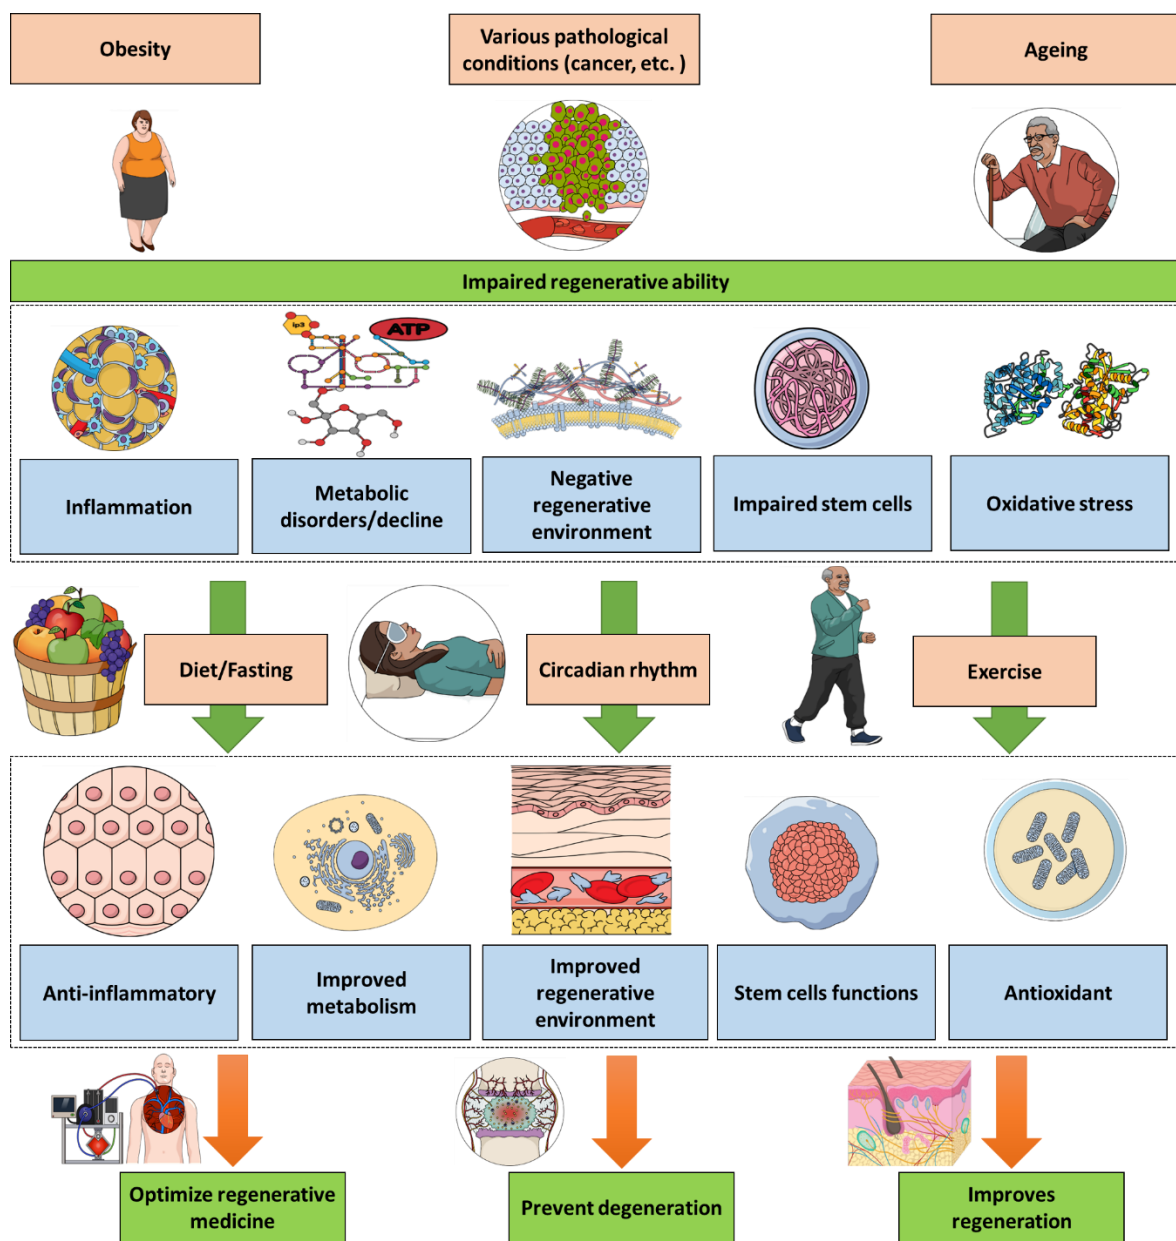 Obesity
Various pathological
conditions (cancer, etc. )
Ageing
Impaired regenerative ability
ip3
ATP
Inflammation
Metabolic
disorders/decline
Negative
regenerative
environment
Impaired stem cells
Oxidative stress
Diet/Fasting
Circadian rhythm
Exercise
Anti-inflammatory
Improved
metabolism
Improved
regenerative
environment
Stem cells functions
Antioxidant
Optimize regenerative
medicine
Prevent degeneration
Improves
regeneration